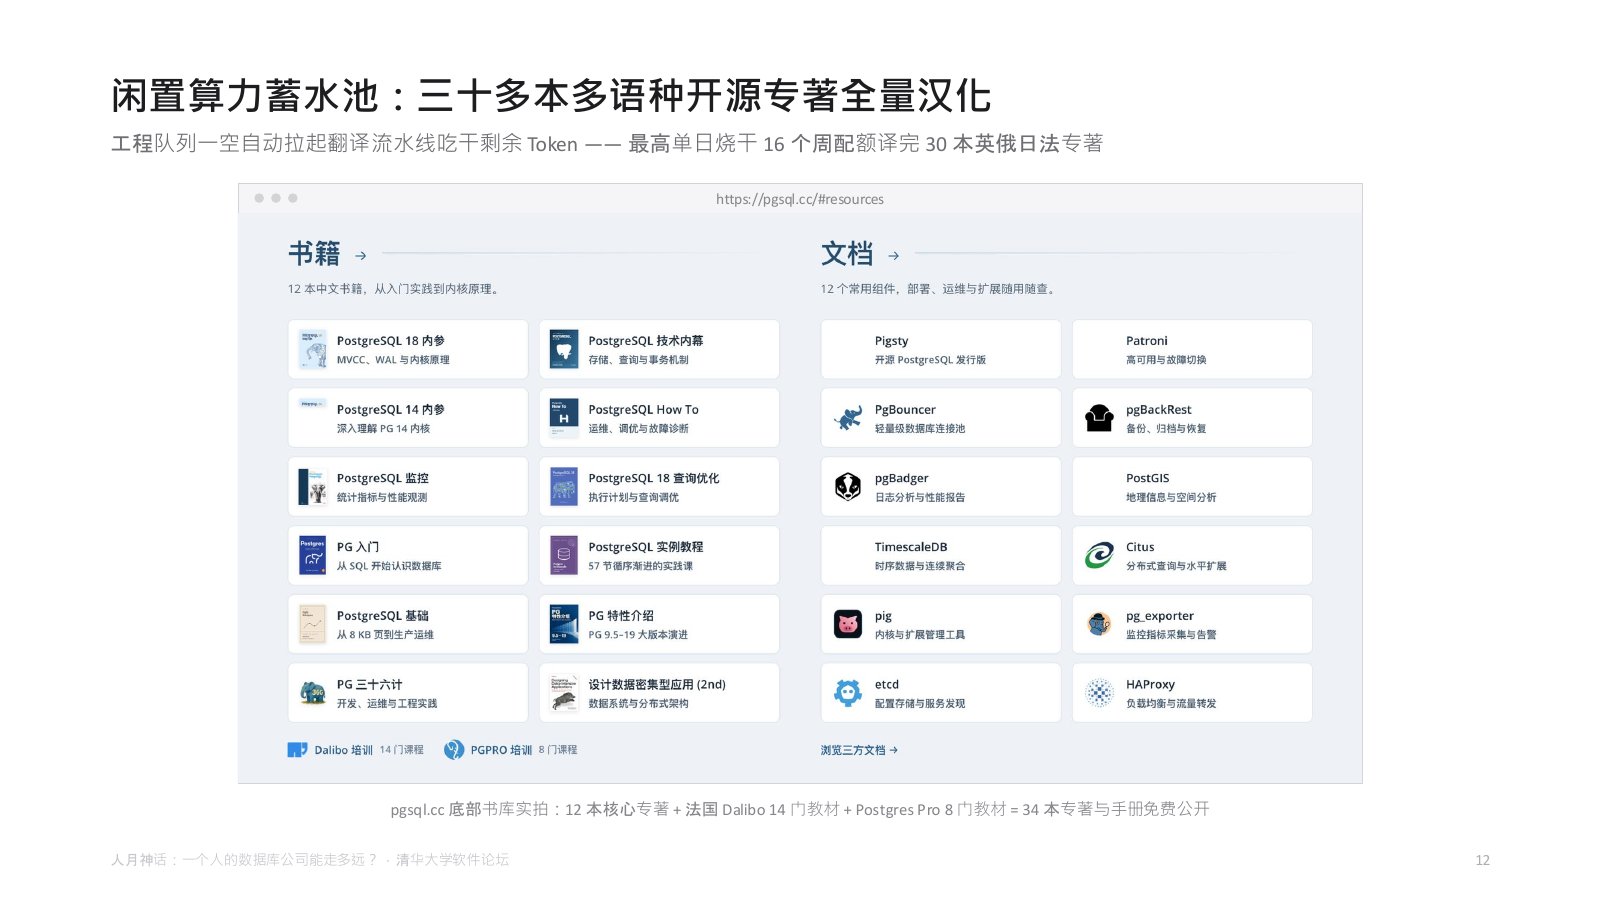 闲置算力蓄水池：三十多本多语种开源专著全量汉化
工程队列一空自动拉起翻译流水线吃干剩余 Token —— 最高单日烧干 16 个周配额译完 30 本英俄日法专著
https://pgsql.cc/#resources
书籍 →
12 本中文书籍，从入门实践到内核原理。
PostgreSQL 18 内参
MVCC、WAL 与内核原理
PostgreSQL 技术内幕
存储、查询与事务机制
PostgreSQL 14 内参
深入理解 PG 14 内核
PostgreSQL How To
运维、调优与故障诊断
PostgreSQL 监控
统计指标与性能观测
PostgreSQL 18 查询优化
执行计划与查询调优
PG 入门
从 SQL 开始认识数据库
PostgreSQL 实例教程
57 节循序渐进的实践课
PostgreSQL 基础
从 8 KB 页到生产运维
PG 特性介绍
PG 9.5–19 大版本演进
PG 三十六计
开发、运维与工程实践
设计数据密集型应用 (2nd)
数据系统与分布式架构
Dalibo 培训 14 门课程
PGPRO 培训 8 门课程
文档 →
12 个常用组件，部署、运维与扩展随用随查。
Pigsty
开源 PostgreSQL 发行版
Patroni
高可用与故障切换
PgBouncer
轻量级数据库连接池
pgBackRest
备份、归档与恢复
pgBadger
日志分析与性能报告
PostGIS
地理信息与空间分析
TimescaleDB
时序数据与连续聚合
Citus
分布式查询与水平扩展
pig
内核与扩展管理工具
pg_exporter
监控指标采集与告警
etcd
配置存储与服务发现
HAProxy
负载均衡与流量转发
浏览三方文档 →
pgsql.cc 底部书库实拍：12 本核心专著 + 法国 Dalibo 14 门教材 + Postgres Pro 8 门教材 = 34 本专著与手册免费公开
人月神话：一个人的数据库公司能走多远？ · 清华大学软件论坛
12